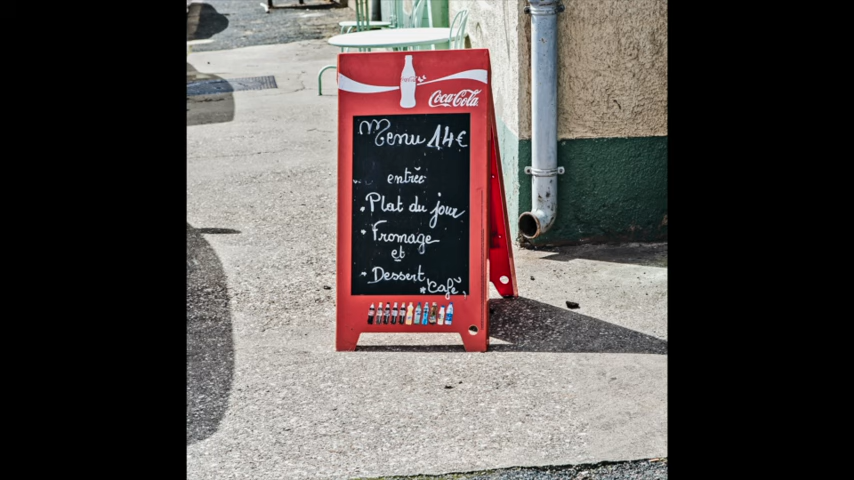 Coca-Cola
Menu 14€
entrée
. Plat du jour
. Fromage
et
. Dessert
*Café